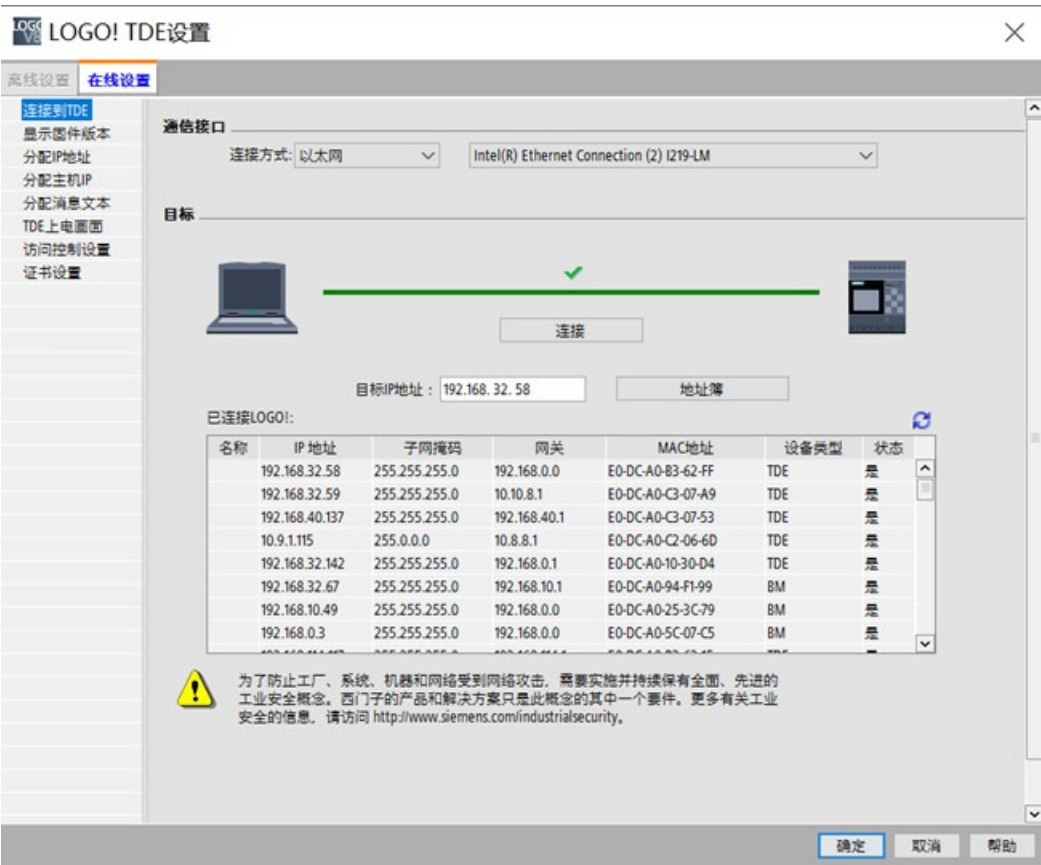 LOGO! TDE设置
离线设置 在线设置
连接到TDE
显示固件版本
分配IP地址
分配主机IP
分配消息文本
TDE上电画面
访问控制设置
证书设置
通信接口
连接方式: 以太网 Intel(R) Ethernet Connection (2) I219-LM
目标
连接
目标IP地址： 192.168. 32. 58 地址簿
已连接LOGO!:
名称 IP 地址 子网掩码 网关 MAC地址 设备类型 状态
192.168.32.58 255.255.255.0 192.168.0.0 E0-DC-A0-B3-62-FF TDE 是
192.168.32.59 255.255.255.0 10.10.8.1 E0-DC-A0-C3-07-A9 TDE 是
192.168.40.137 255.255.255.0 192.168.40.1 E0-DC-A0-C3-07-53 TDE 是
10.9.1.115 255.0.0.0 10.8.8.1 E0-DC-A0-C2-06-6D TDE 是
192.168.32.142 255.255.255.0 192.168.0.1 E0-DC-A0-10-30-D4 TDE 是
192.168.32.67 255.255.255.0 192.168.10.1 E0-DC-A0-94-F1-99 BM 是
192.168.10.49 255.255.255.0 192.168.0.0 E0-DC-A0-25-3C-79 BM 是
192.168.0.3 255.255.255.0 192.168.0.0 E0-DC-A0-5C-07-C5 BM 是
为了防止工厂、系统、机器和网络受到网络攻击，需要实施并持续保有全面、先进的
工业安全概念。西门子的产品和解决方案只是此概念的其中一个要件。更多有关工业
安全的信息，请访问 http://www.siemens.com/industrialsecurity。
确定 取消 帮助